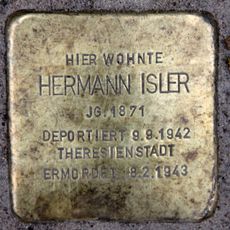 HIER WOHNTE
HERMANN ISLER
JG. 1871
DEPORTIERT 9.9.1942
THERESIENSTADT
ERMORDET 18.2.1943